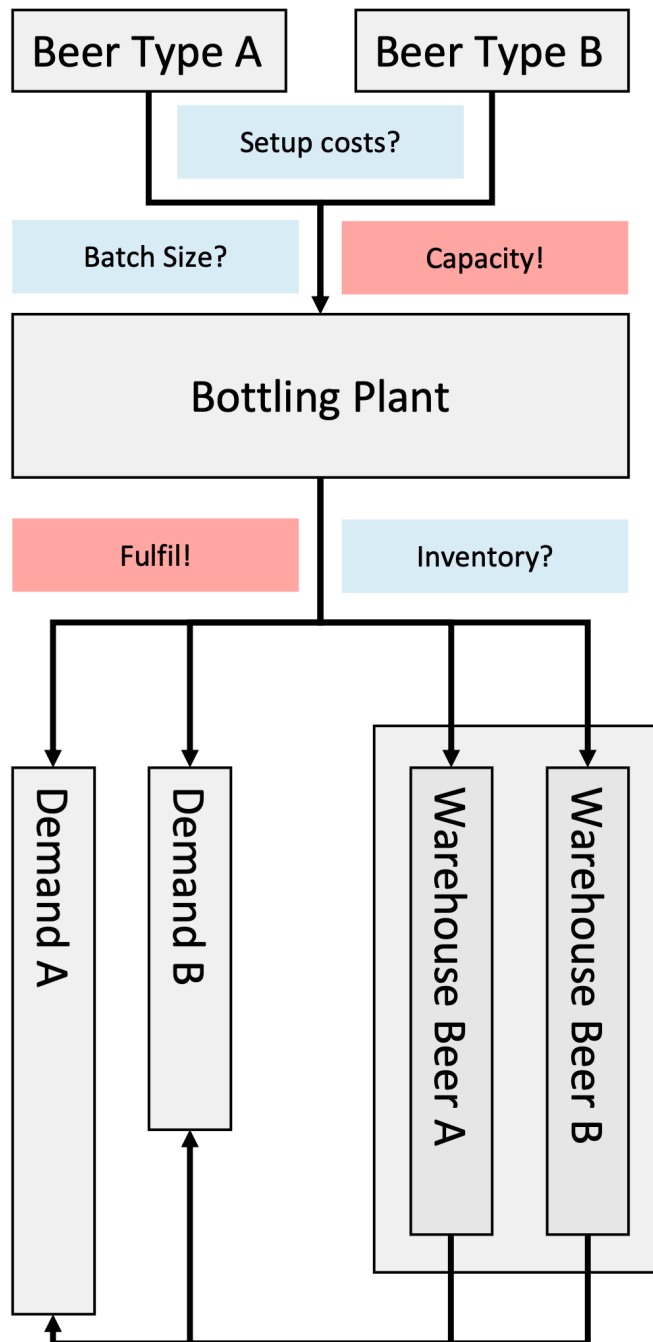 Beer Type A
Beer Type B
Setup costs?
Batch Size?
Capacity!
Bottling Plant
Fulfil!
Inventory?
Demand A
Demand B
Warehouse Beer A
Warehouse Beer B